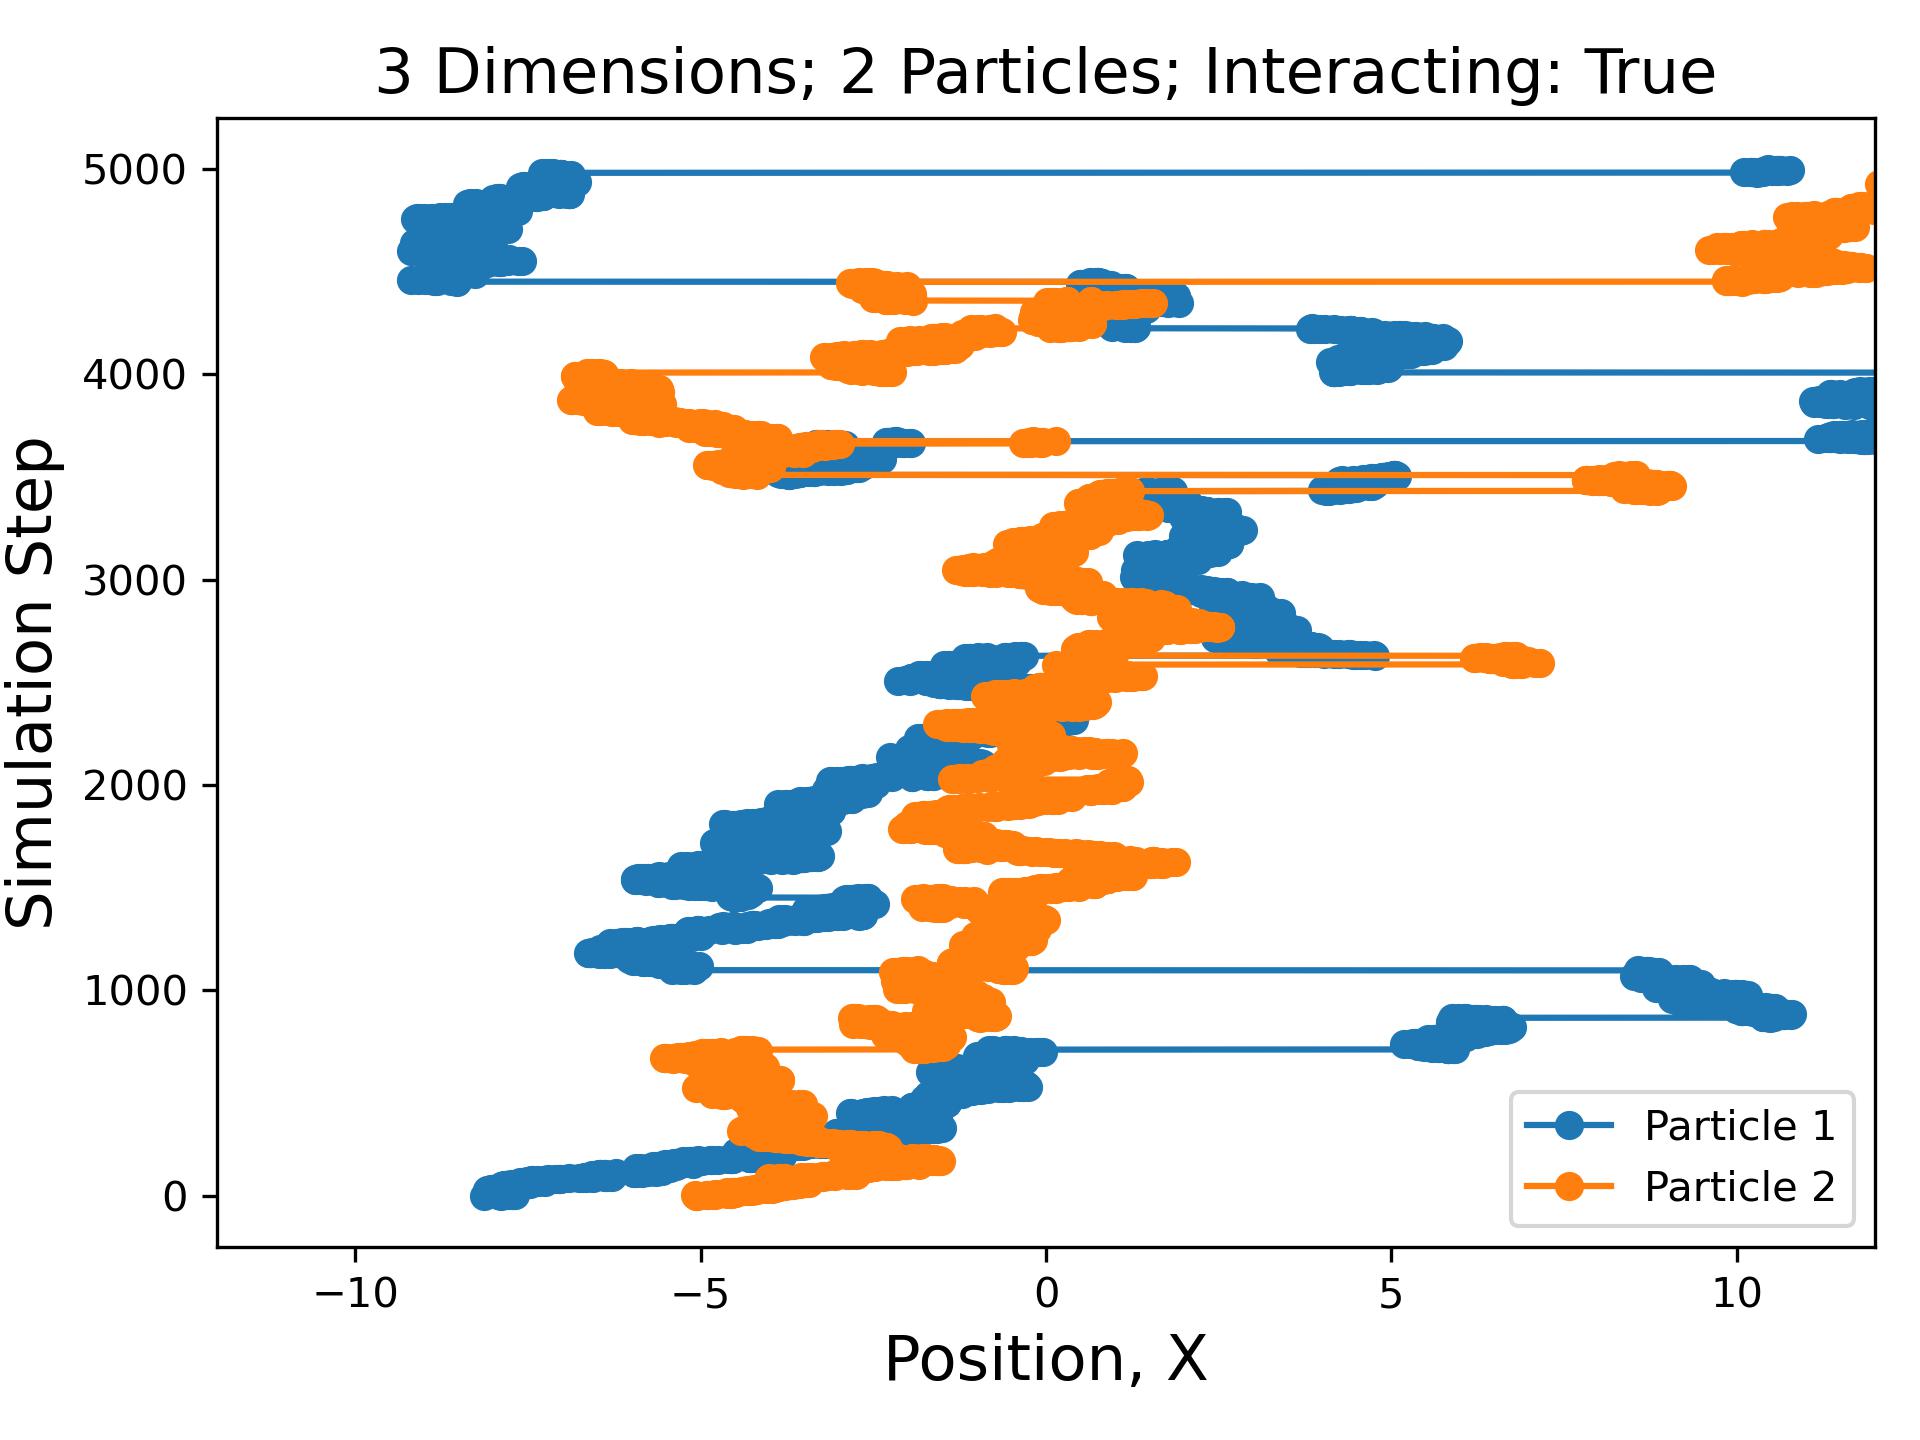 3 Dimensions; 2 Particles; Interacting: True
Simulation Step
5000
4000
3000
2000
1000
0
−10
−5
0
5
10
Position, X
Particle 1
Particle 2